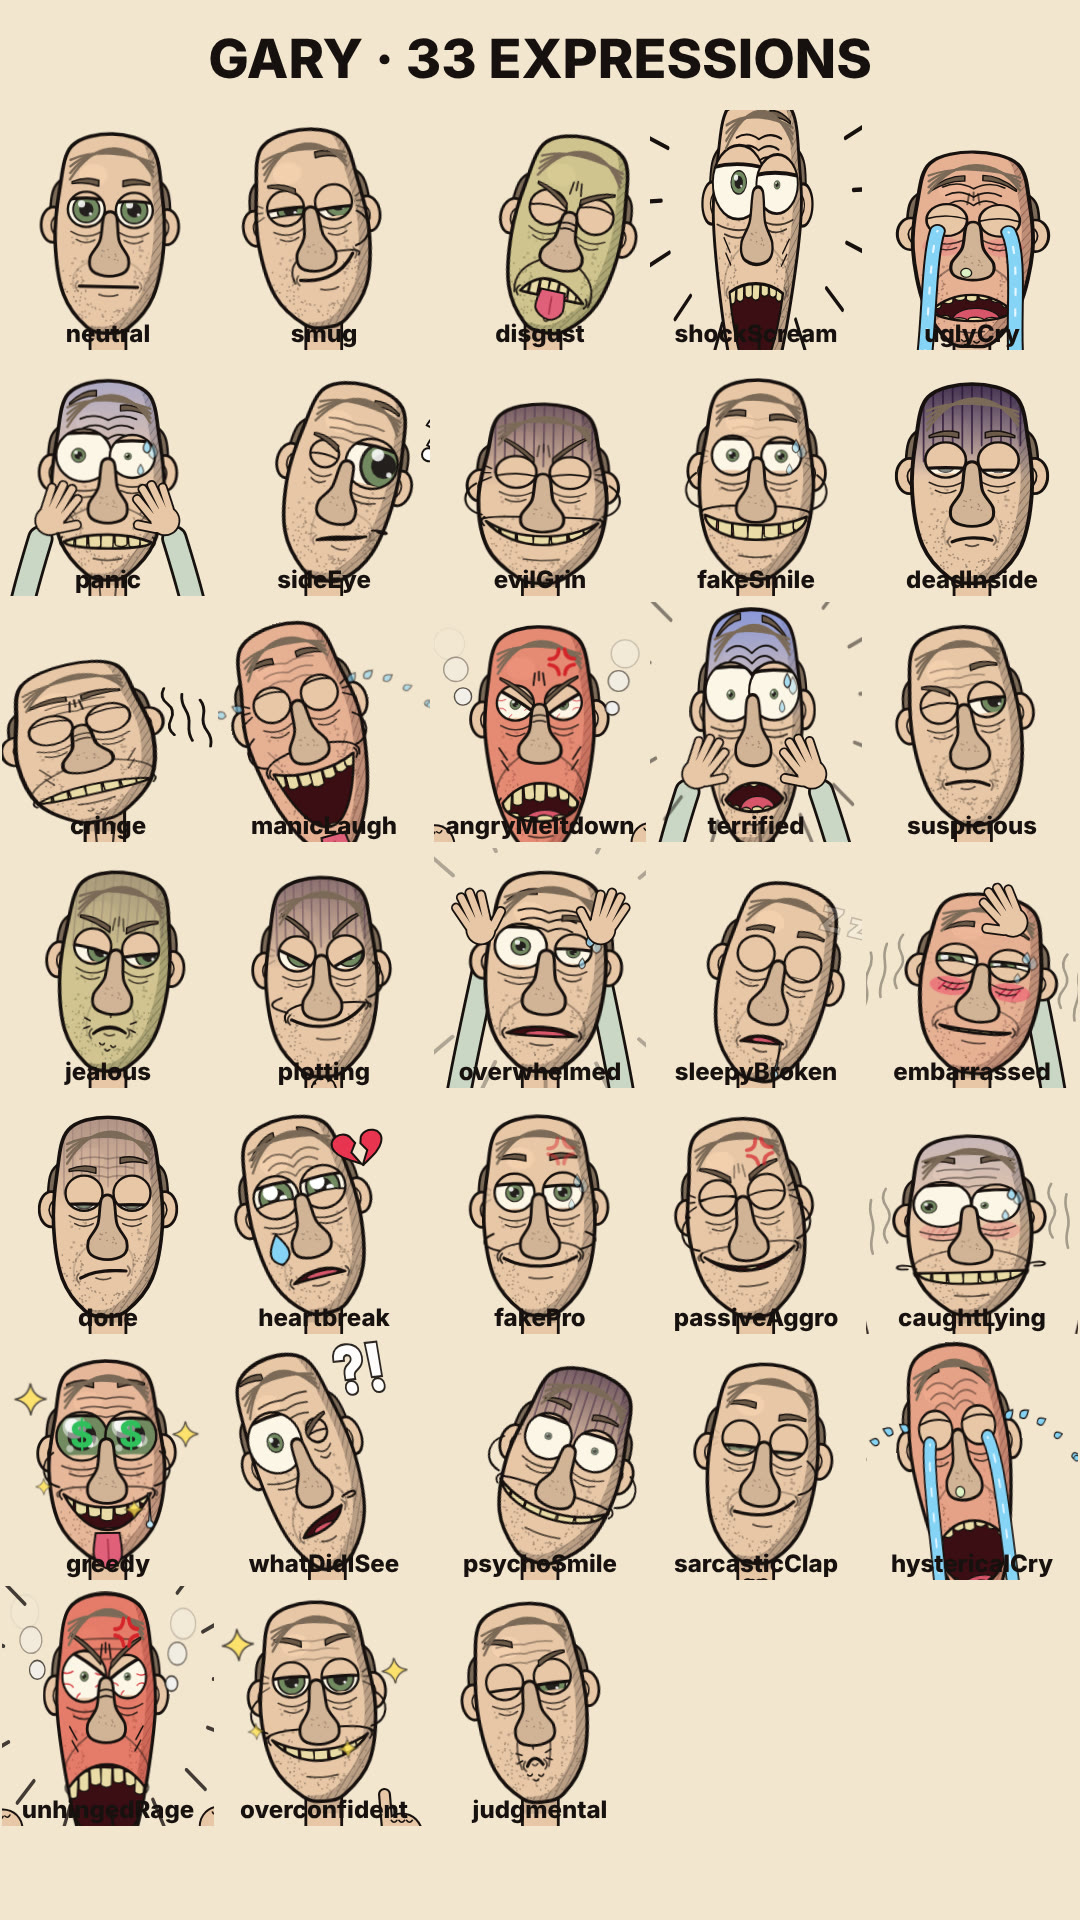 GARY · 33 EXPRESSIONS
neutral
smug
disgust
shockScream
uglyCry
panic
sideEye
evilGrin
fakeSmile
deadInside
cringe
manicLaugh
angryMeltdown
terrified
suspicious
jealous
plotting
overwhelmed
zz
sleepyBroken
embarrassed
done
heartbreak
fakePro
passiveAggro
caughtLying
$ $
greedy
?!
whatDidISee
psychoSmile
sarcasticClap
hystericalCry
unhingedRage
overconfident
judgmental